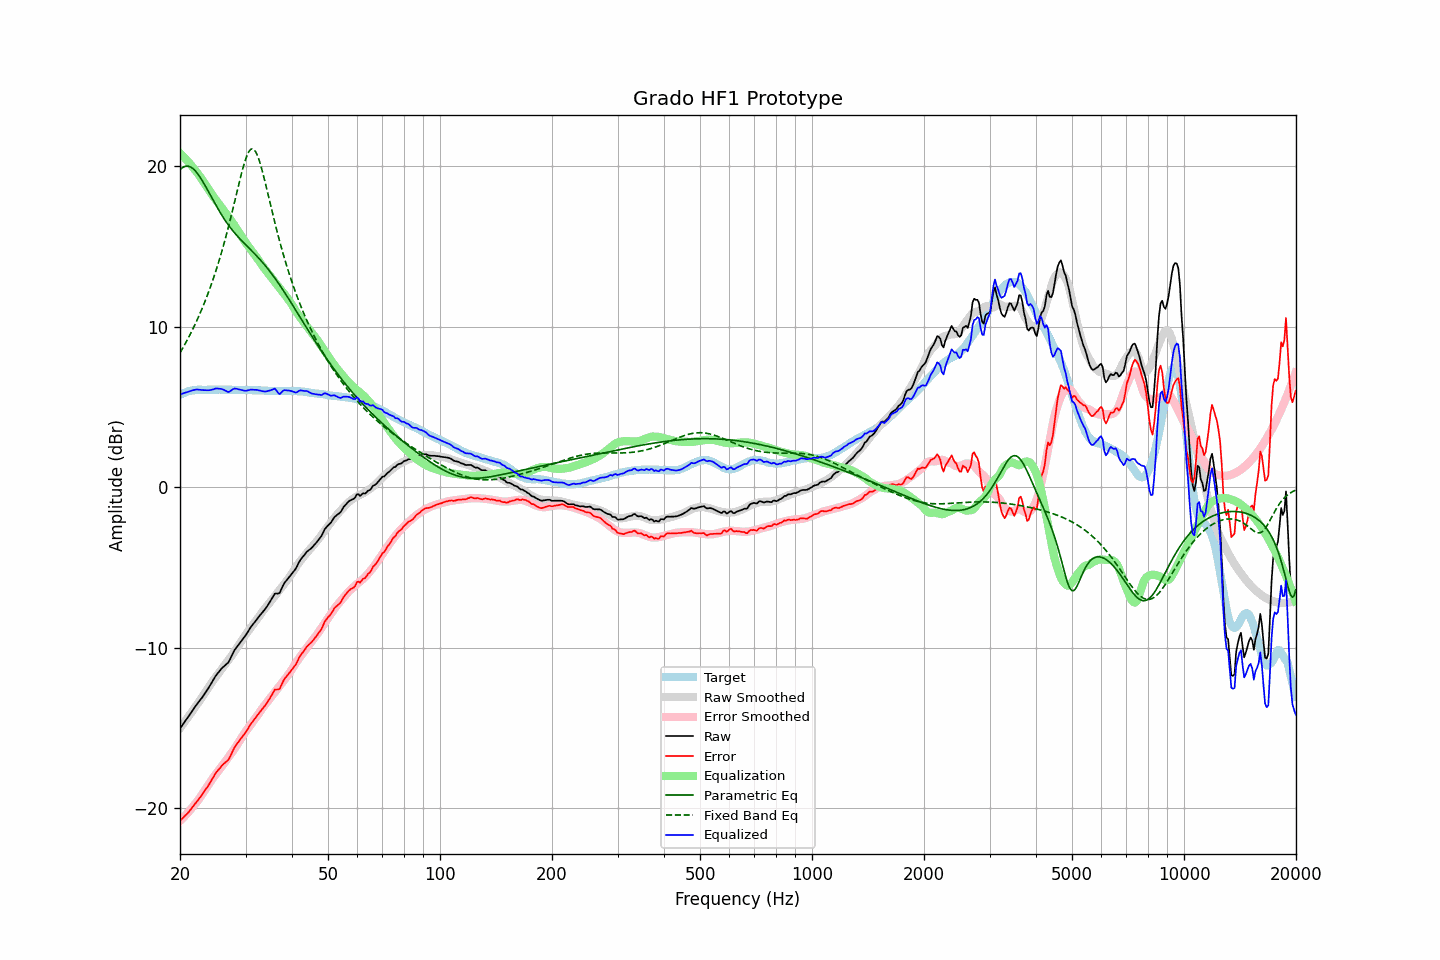 Grado HF1 Prototype
Amplitude (dBr)
20
10
0
−10
−20
Target
Raw Smoothed
Error Smoothed
Raw
Error
Equalization
Parametric Eq
Fixed Band Eq
Equalized
20 50 100 200 500 1000 2000 5000 10000 20000
Frequency (Hz)